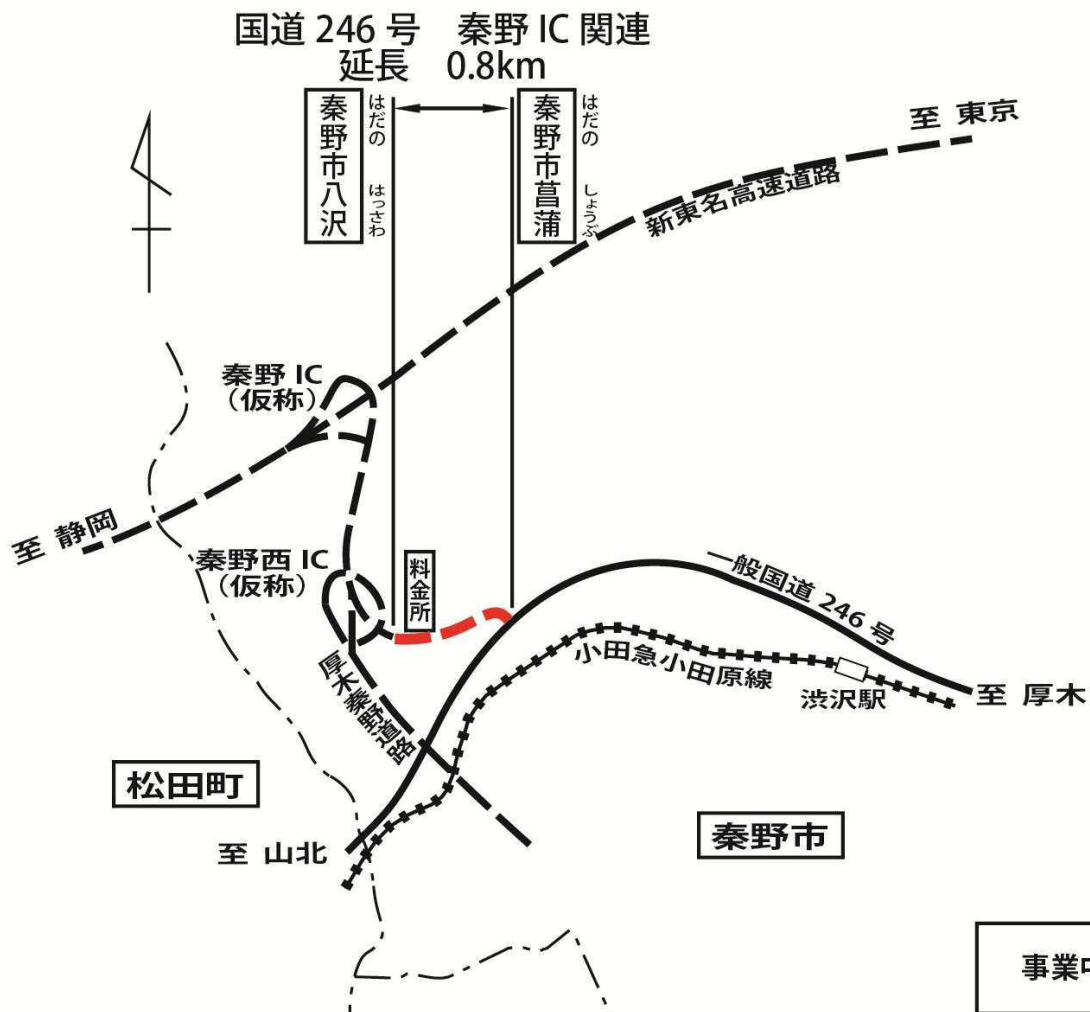 国道 246 号　秦野 IC 関連
延長　0.8km
秦野市八沢
はだの
はっさわ
秦野市菖蒲
はだの
しょうぶ
至 東京
新東名高速道路
秦野 IC
（仮称）
至 静岡
秦野西 IC
（仮称）
料金所
一般国道 246 号
小田急小田原線
渋沢駅
至 厚木
厚木秦野道路
松田町
秦野市
至 山北
事業中